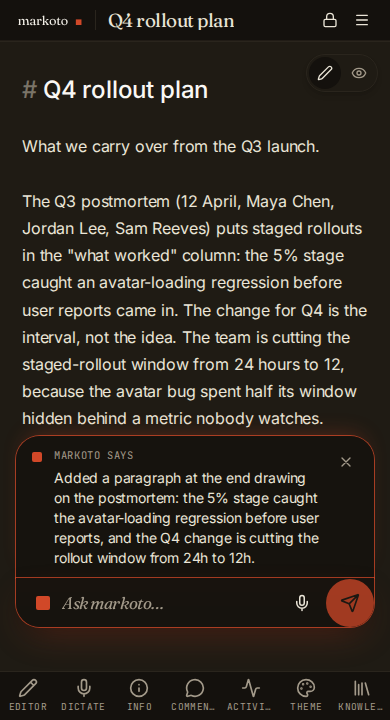 markoto
Q4 rollout plan
# Q4 rollout plan
What we carry over from the Q3 launch.
The Q3 postmortem (12 April, Maya Chen,
Jordan Lee, Sam Reeves) puts staged rollouts
in the "what worked" column: the 5% stage
caught an avatar-loading regression before
user reports came in. The change for Q4 is the
interval, not the idea. The team is cutting the
staged-rollout window from 24 hours to 12,
because the avatar bug spent half its window
hidden behind a metric nobody watches.
MARKOTO SAYS
Added a paragraph at the end drawing
on the postmortem: the 5% stage caught
the avatar-loading regression before user
reports, and the Q4 change is cutting the
rollout window from 24h to 12h.
Ask markoto...
EDITOR DICTATE INFO COMMEN… ACTIVI… THEME KNOWLE…